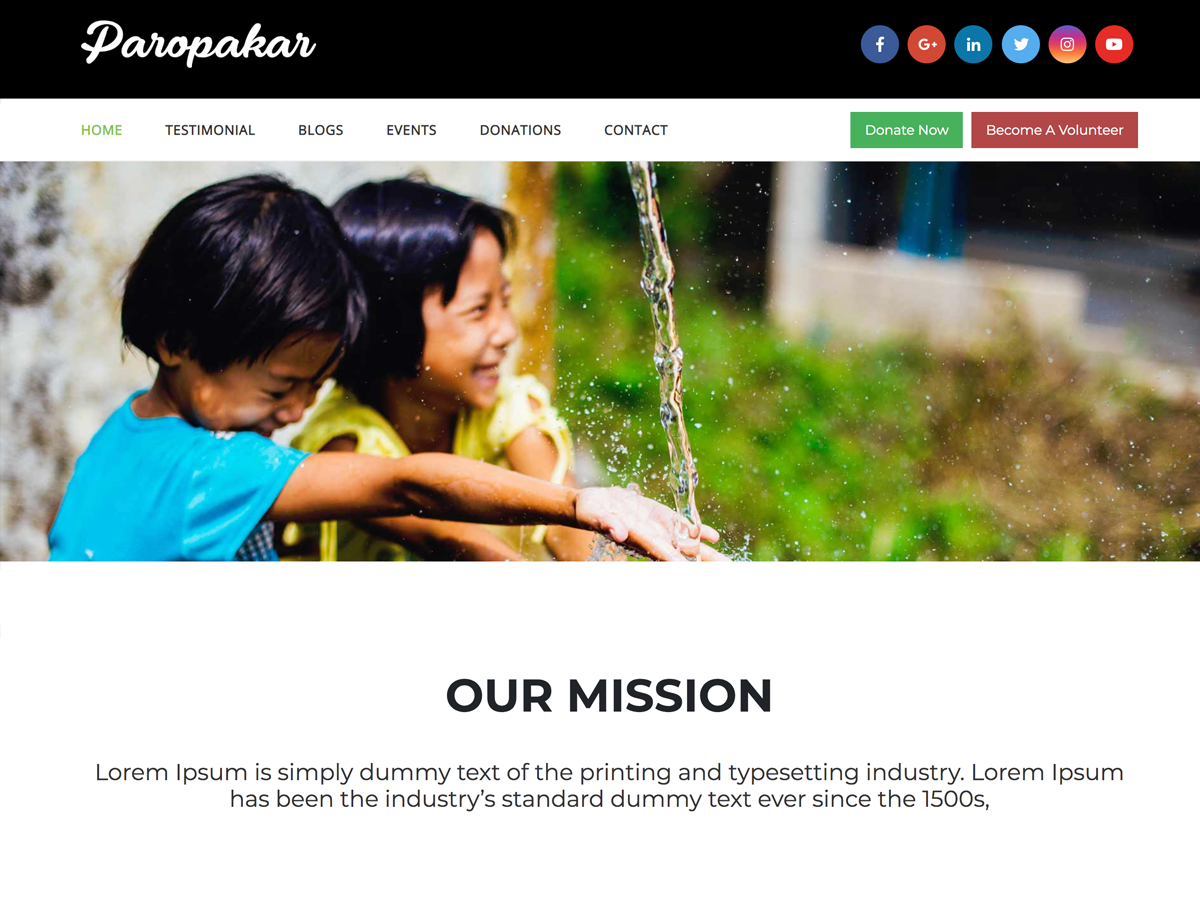 Paropakar
HOME TESTIMONIAL BLOGS EVENTS DONATIONS CONTACT Donate Now Become A Volunteer
OUR MISSION
Lorem Ipsum is simply dummy text of the printing and typesetting industry. Lorem Ipsum
has been the industry’s standard dummy text ever since the 1500s,